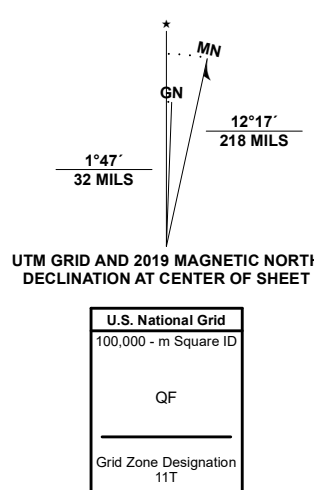 ★
MN
GN
12°17´
218 MILS
1°47´
32 MILS
UTM GRID AND 2019 MAGNETIC NORTH
DECLINATION AT CENTER OF SHEET
U.S. National Grid
100,000 - m Square ID
QF
Grid Zone Designation
11T